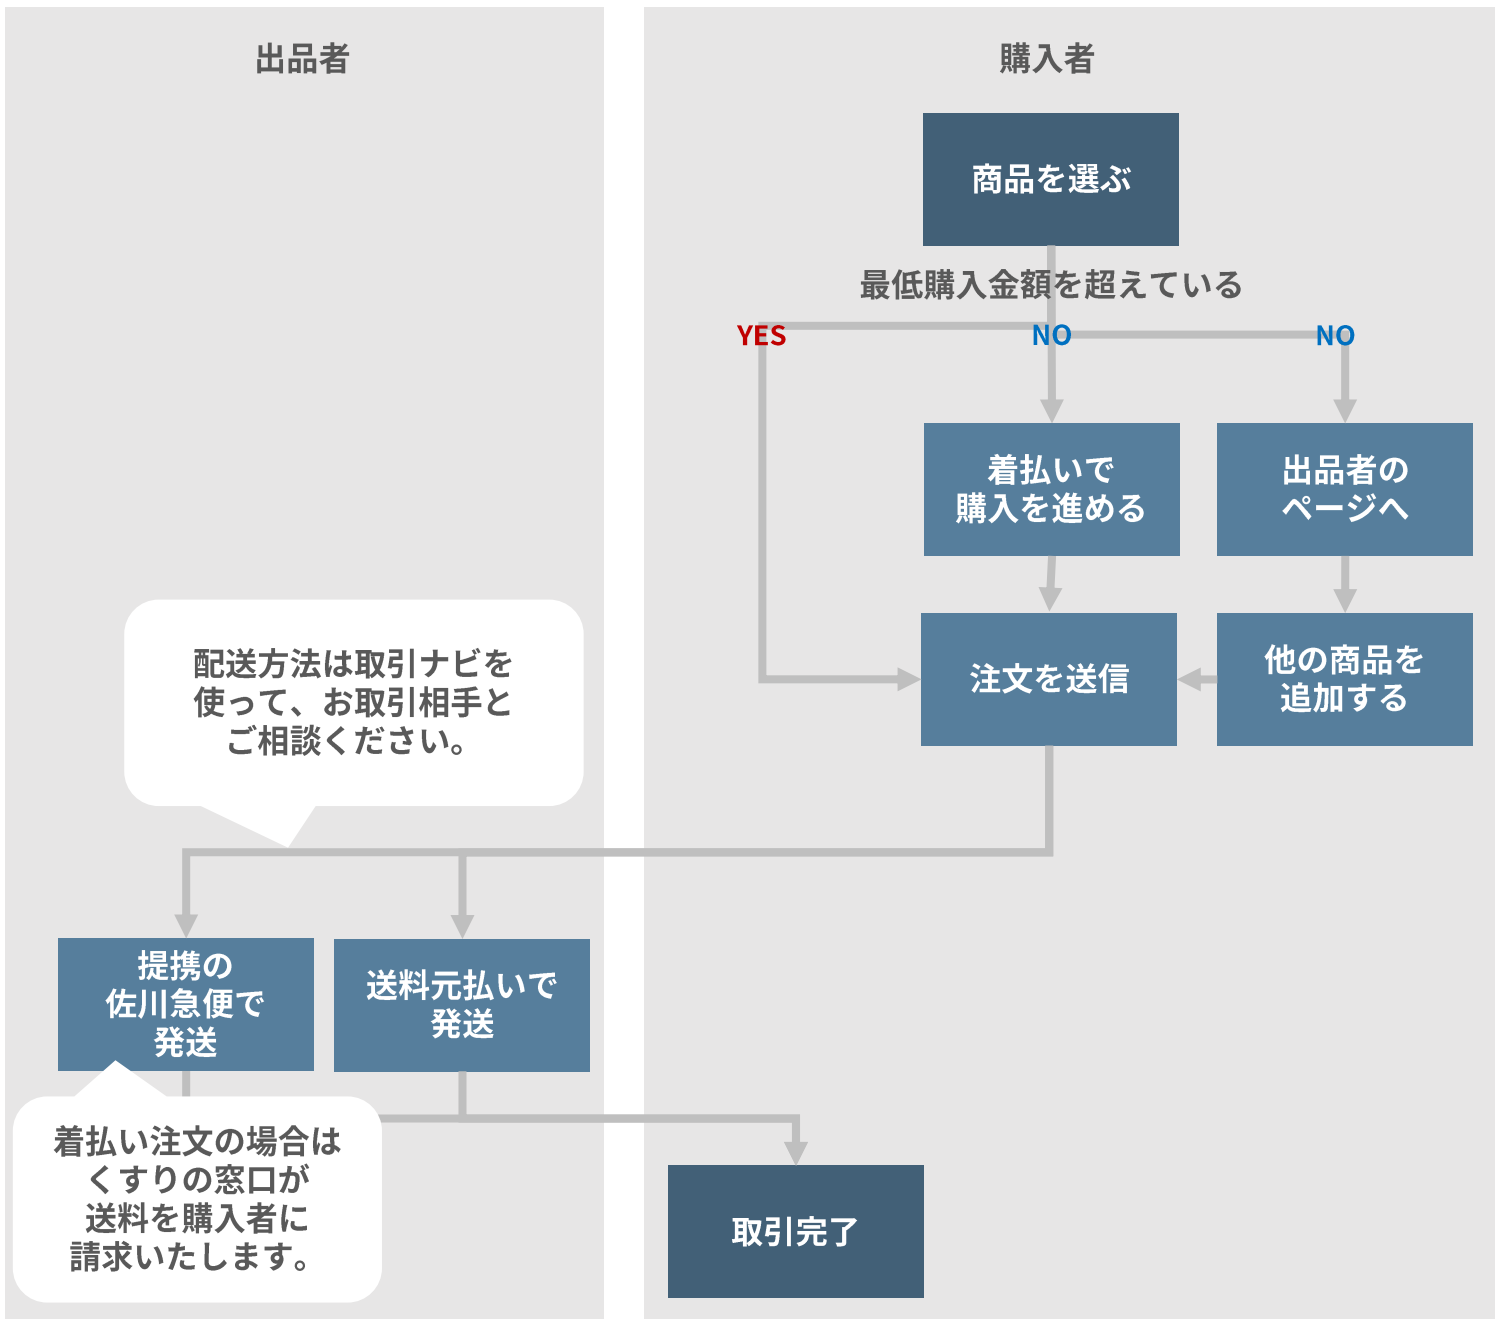 出品者
購入者
商品を選ぶ
最低購入金額を超えている
YES
NO
NO
着払いで
購入を進める
出品者の
ページへ
配送方法は取引ナビを
使って、お取引相手と
ご相談ください。
注文を送信
他の商品を
追加する
提携の
佐川急便で
発送
送料元払いで
発送
着払い注文の場合は
くすりの窓口が
送料を購入者に
請求いたします。
取引完了